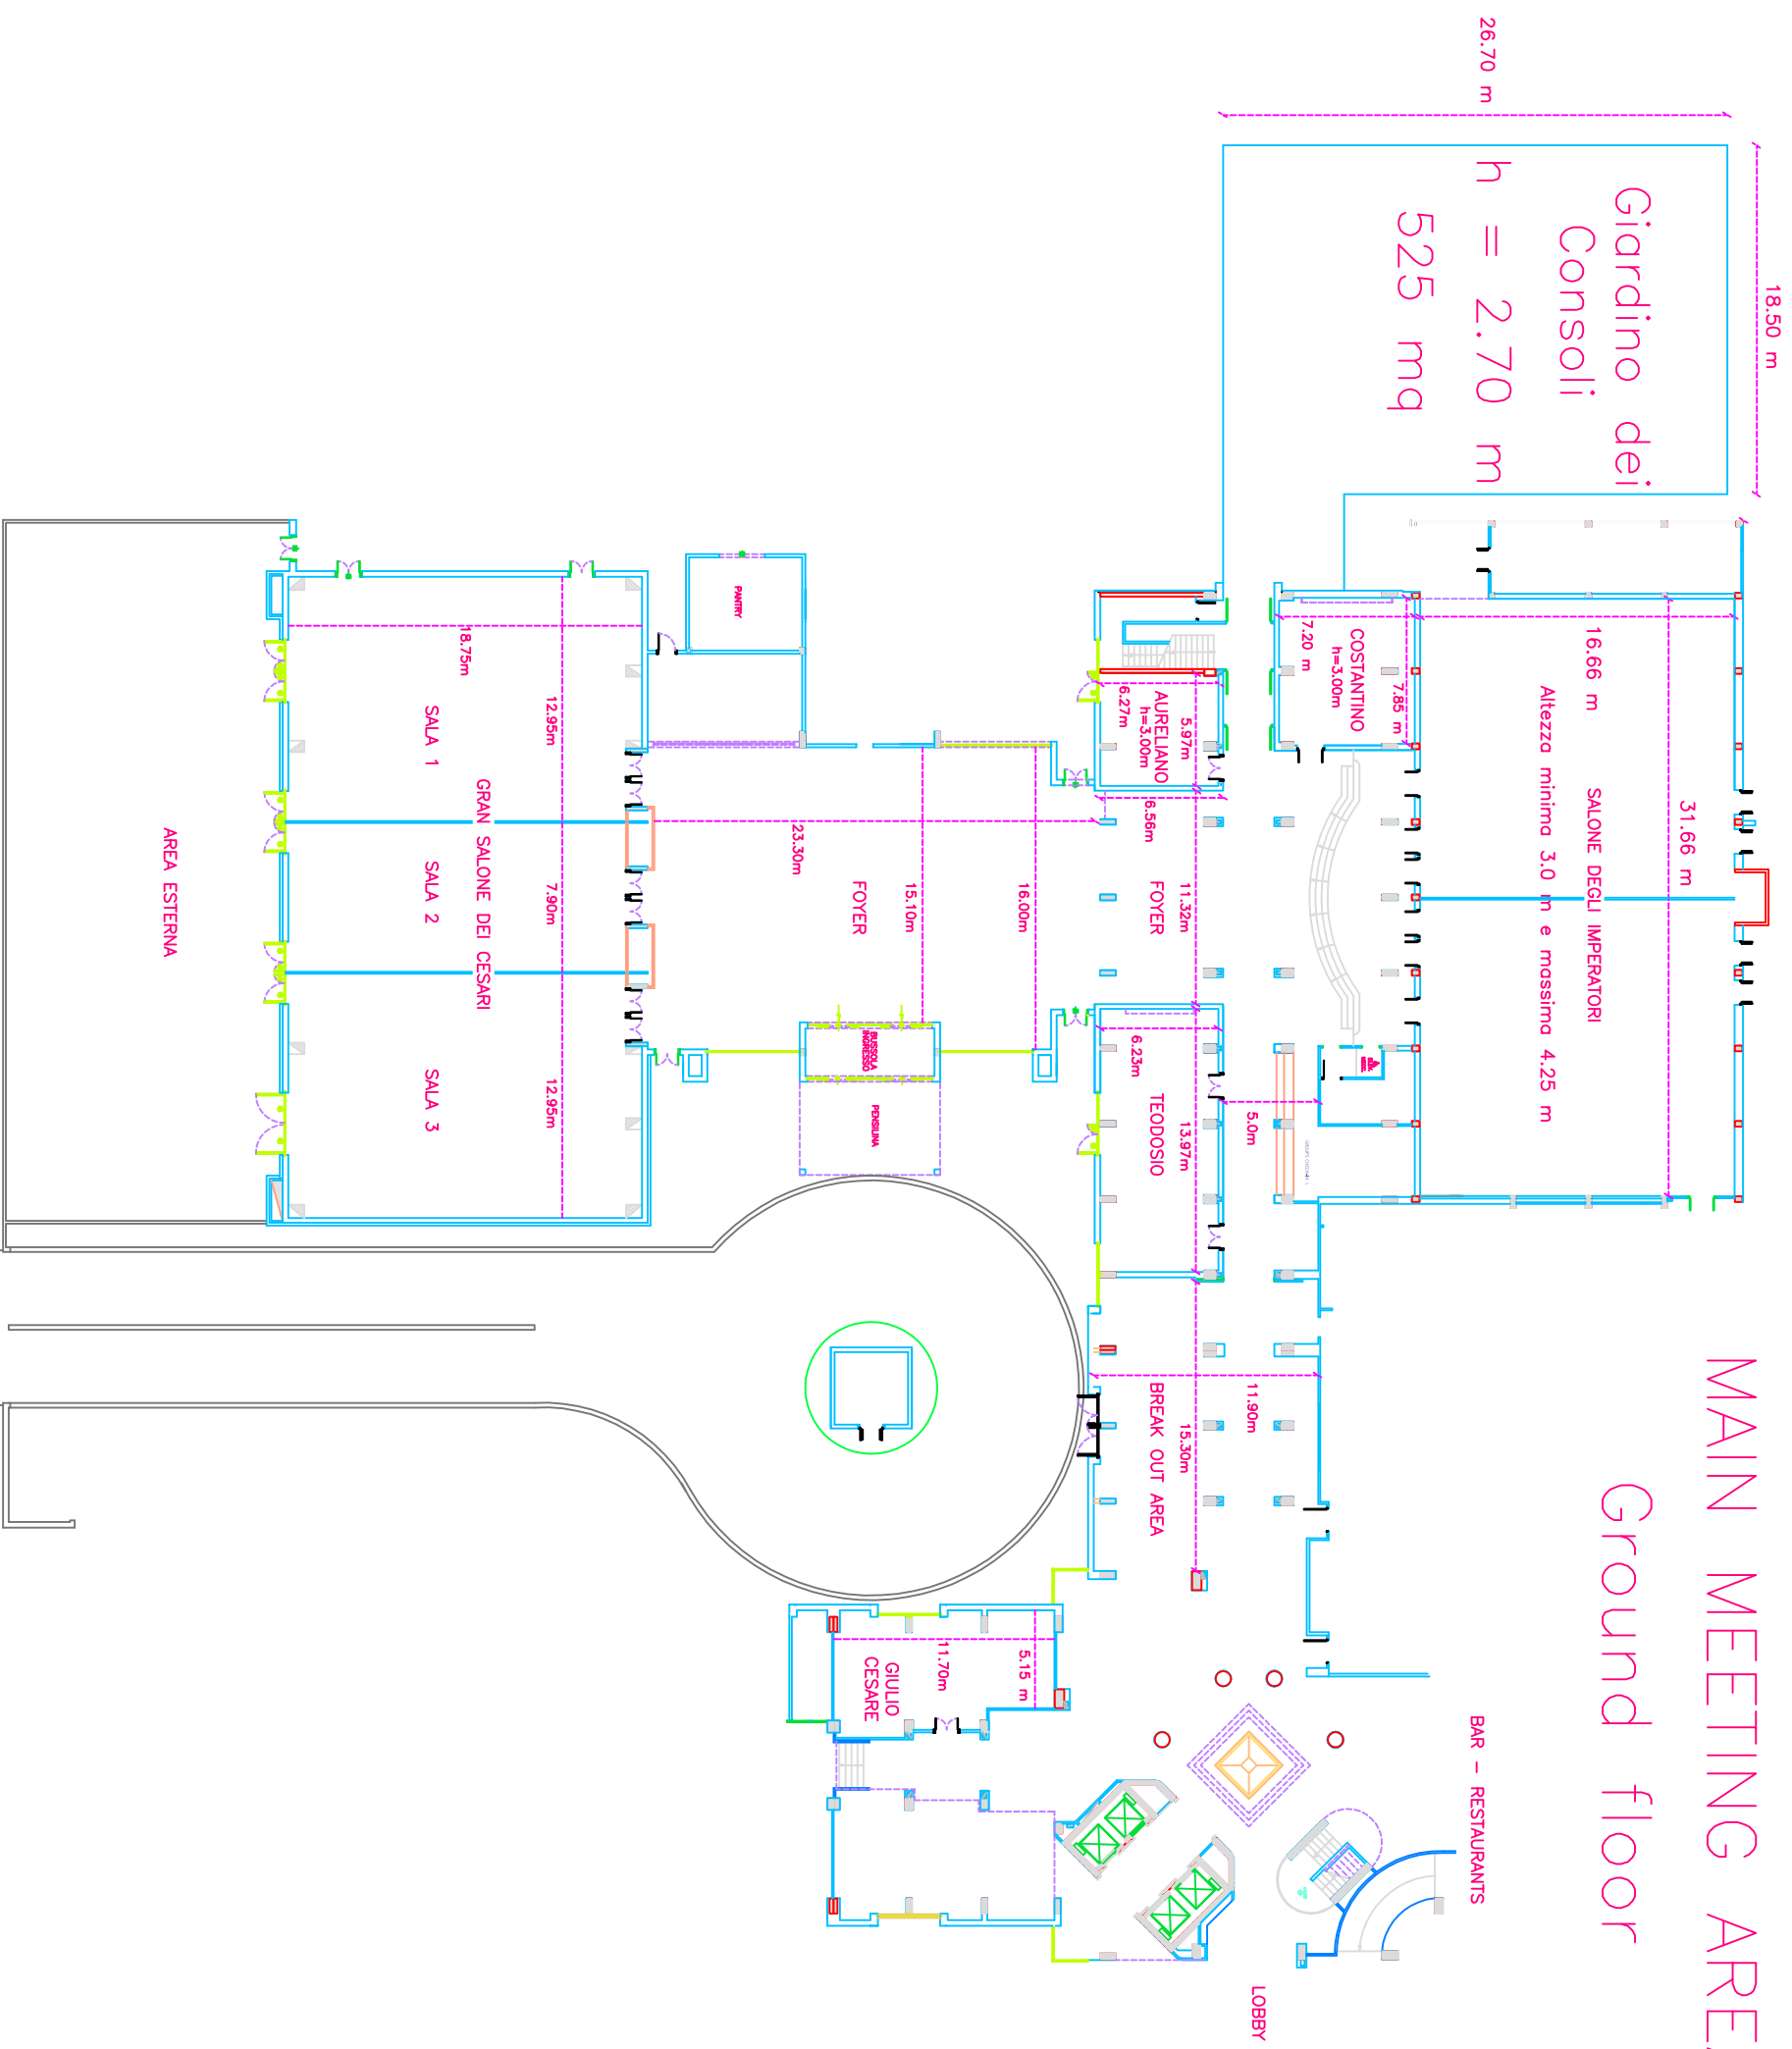 MAIN MEETING ARE
Ground floor
18.50 m
26.70 m
Giardino dei
Consoli
h = 2.70 m
525 mq
31.66 m
16.66 m
SALONE DEGLI IMPERATORI
Altezza minima 3.0 m e massima 4.25 m
BAR - RESTAURANTS
7.85 m
COSTANTINO
h=3.00m
7.20 m
5.0m
11.90m
LOBBY
5.97m
AURELIANO
h=3.00m
6.27m
6.56m
11.32m
FOYER
13.97m
TEODOSIO
6.23m
15.30m
BREAK OUT AREA
16.00m
15.10m
FOYER
23.30m
5.15 m
11.70m
GIULIO
CESARE
BUSSOLA
INGRESSO
PENSILINA
PANTRY
12.95m
7.90m
12.95m
GRAN SALONE DEI CESARI
18.75m
SALA 1
SALA 2
SALA 3
AREA ESTERNA